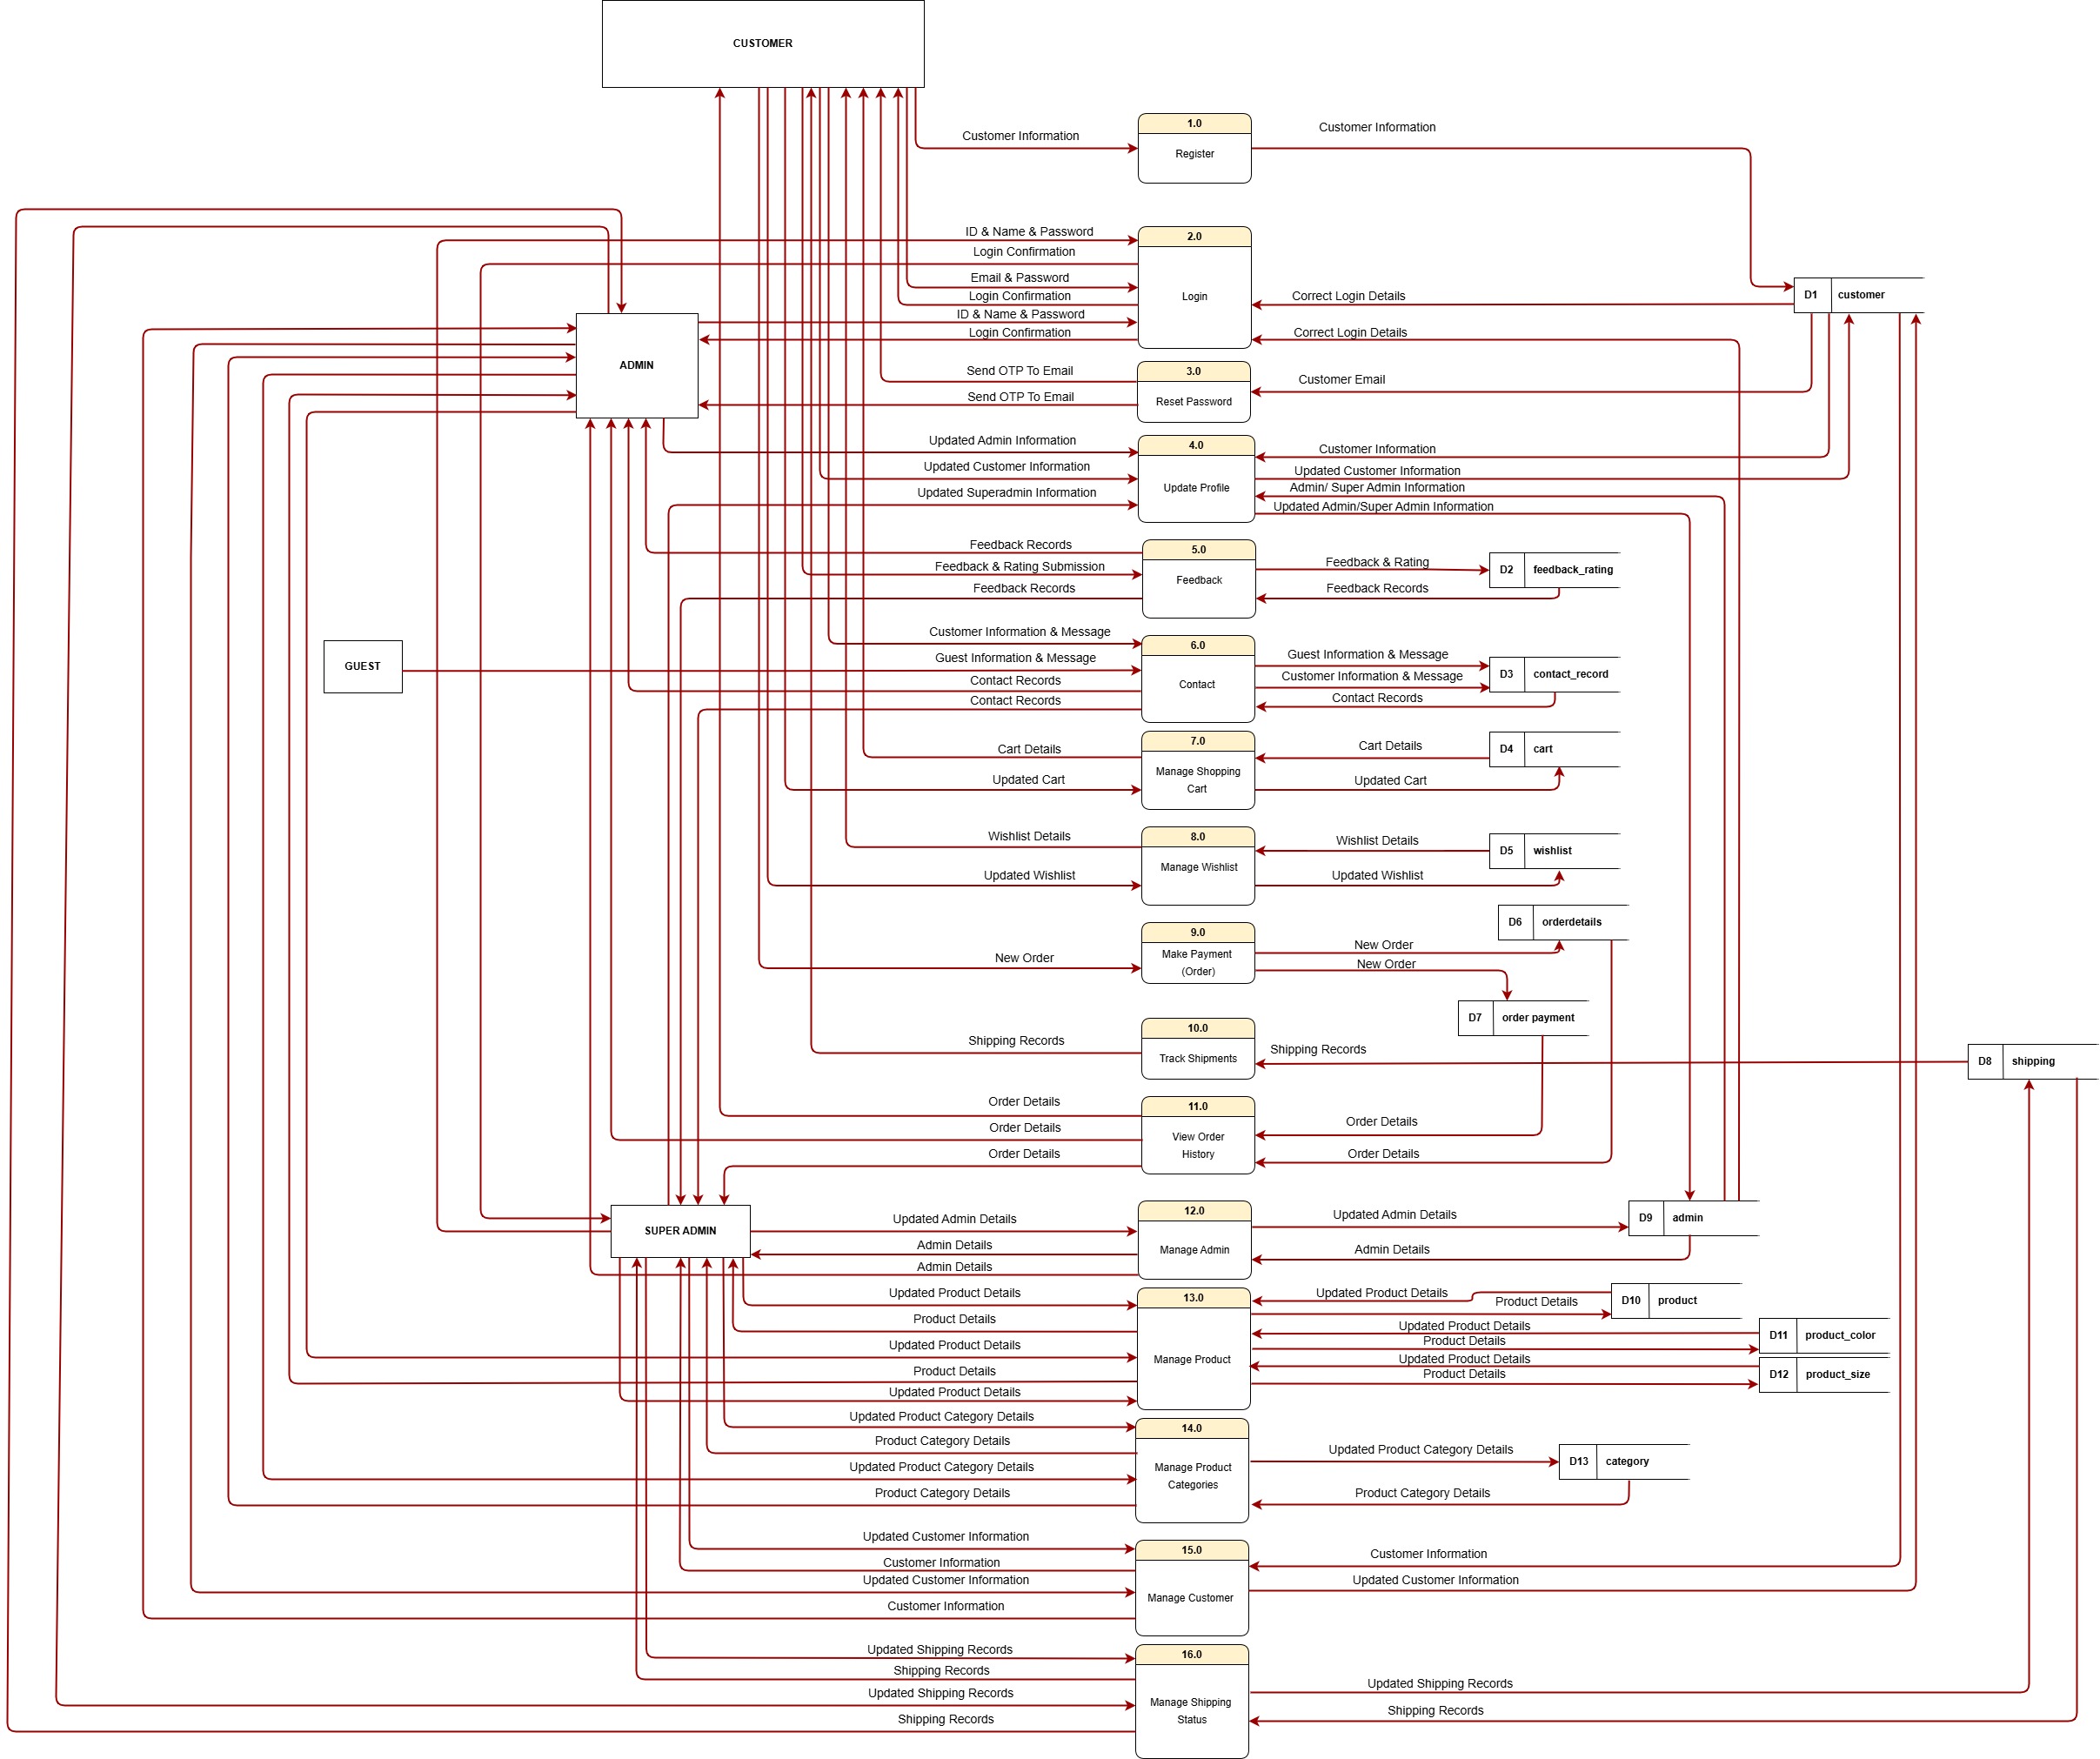 CUSTOMER
1.0
Customer Information
Customer Information
Register
ID & Name & Password
2.0
Login Confirmation
Email & Password
Login Confirmation
Login
Correct Login Details
D1
customer
ID & Name & Password
Login Confirmation
Correct Login Details
ADMIN
Send OTP To Email
3.0
Customer Email
Send OTP To Email
Reset Password
Updated Admin Information
4.0
Customer Information
Updated Customer Information
Updated Customer Information
Update Profile
Admin/ Super Admin Information
Updated Superadmin Information
Updated Admin/Super Admin Information
Feedback Records
5.0
Feedback & Rating Submission
Feedback
Feedback & Rating
D2
feedback_rating
Feedback Records
Feedback Records
Customer Information & Message
6.0
GUEST
Guest Information & Message
Guest Information & Message
Contact Records
Contact
Customer Information & Message
D3
contact_record
Contact Records
Contact Records
7.0
Cart Details
Cart Details
D4
cart
Manage Shopping
Cart
Updated Cart
Updated Cart
Wishlist Details
8.0
Wishlist Details
D5
wishlist
Manage Wishlist
Updated Wishlist
Updated Wishlist
D6
orderdetails
9.0
New Order
New Order
Make Payment
(Order)
New Order
D7
order payment
10.0
Shipping Records
Track Shipments
Shipping Records
D8
shipping
Order Details
11.0
Order Details
Order Details
View Order
History
Order Details
Order Details
12.0
SUPER ADMIN
Updated Admin Details
Updated Admin Details
D9
admin
Admin Details
Manage Admin
Admin Details
Admin Details
Updated Product Details
13.0
Updated Product Details
Product Details
D10
product
Product Details
Updated Product Details
Updated Product Details
Product Details
D11
product_color
Manage Product
Updated Product Details
Product Details
Product Details
D12
product_size
Updated Product Details
Updated Product Category Details
14.0
Product Category Details
Updated Product Category Details
D13
category
Updated Product Category Details
Manage Product
Categories
Product Category Details
Product Category Details
Updated Customer Information
15.0
Customer Information
Customer Information
Updated Customer Information
Updated Customer Information
Manage Customer
Customer Information
Updated Shipping Records
16.0
Shipping Records
Updated Shipping Records
Updated Shipping Records
Manage Shipping
Status
Shipping Records
Shipping Records